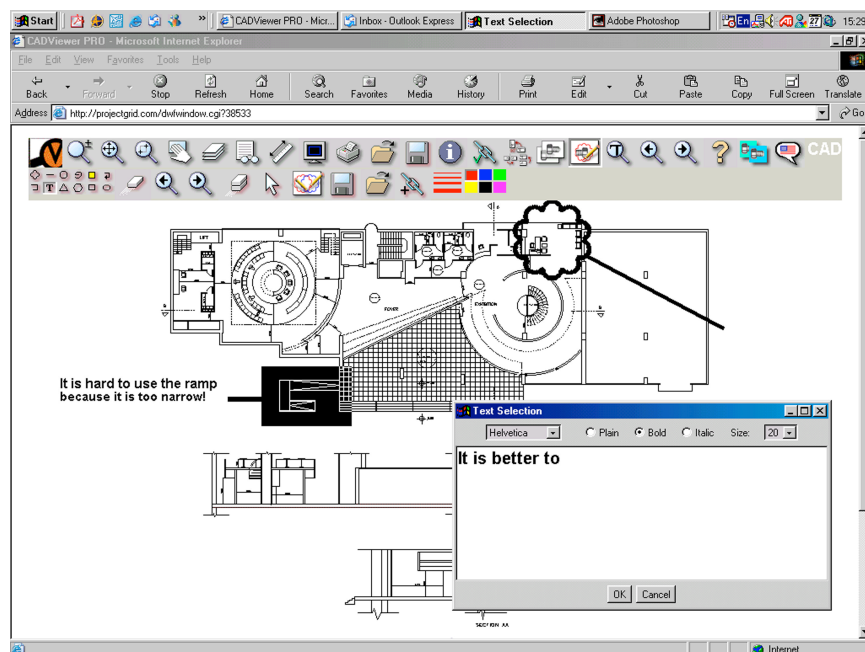 Start
CADViewer PRO - Micr...
Inbox - Outlook Express
Text Selection
Adobe Photoshop
En
27
15:29
CADViewer PRO - Microsoft Internet Explorer
File Edit View Favorites Tools Help
Back Forward Stop Refresh Home Search Favorites Media History Print Edit Cut Paste Copy Full Screen Translate
Address http://projectgrid.com/dwfwindow.cgi?38533 Go
CAD
LIFT
FOYER
EXHIBITION
It is hard to use the ramp
because it is too narrow!
Text Selection
Helvetica Plain Bold Italic Size: 20
It is better to
OK Cancel
SECTION XX
Internet